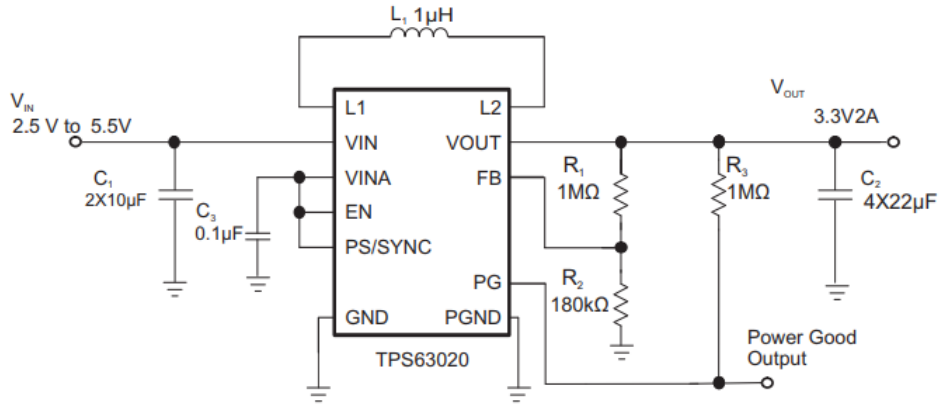 L₁ 1µH
V_IN
2.5 V to 5.5V
V_OUT
3.3V2A
L1
L2
VIN
VOUT
VINA
FB
EN
PS/SYNC
PG
GND
PGND
TPS63020
C₁
2X10µF
C₃
0.1µF
R₁
1MΩ
R₃
1MΩ
C₂
4X22µF
R₂
180kΩ
Power Good
Output